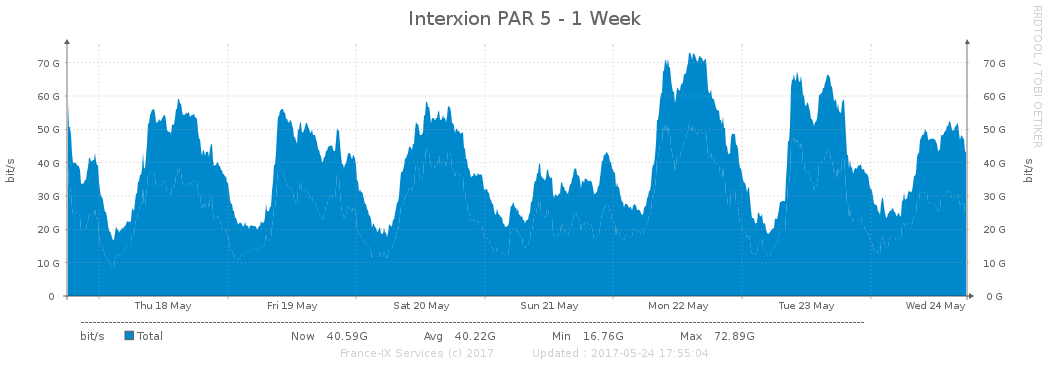 Interxion PAR 5 - 1 Week
RRDTOOL / TOBI OETIKER
bit/s
70 G
60 G
50 G
40 G
30 G
20 G
10 G
0
70 G
60 G
50 G
40 G
30 G
20 G
10 G
0 G
bit/s
Thu 18 May Fri 19 May Sat 20 May Sun 21 May Mon 22 May Tue 23 May Wed 24 May
bit/s Total Now 40.59G Avg 40.22G Min 16.76G Max 72.89G
France-IX Services (c) 2017 Updated : 2017-05-24 17:55:04